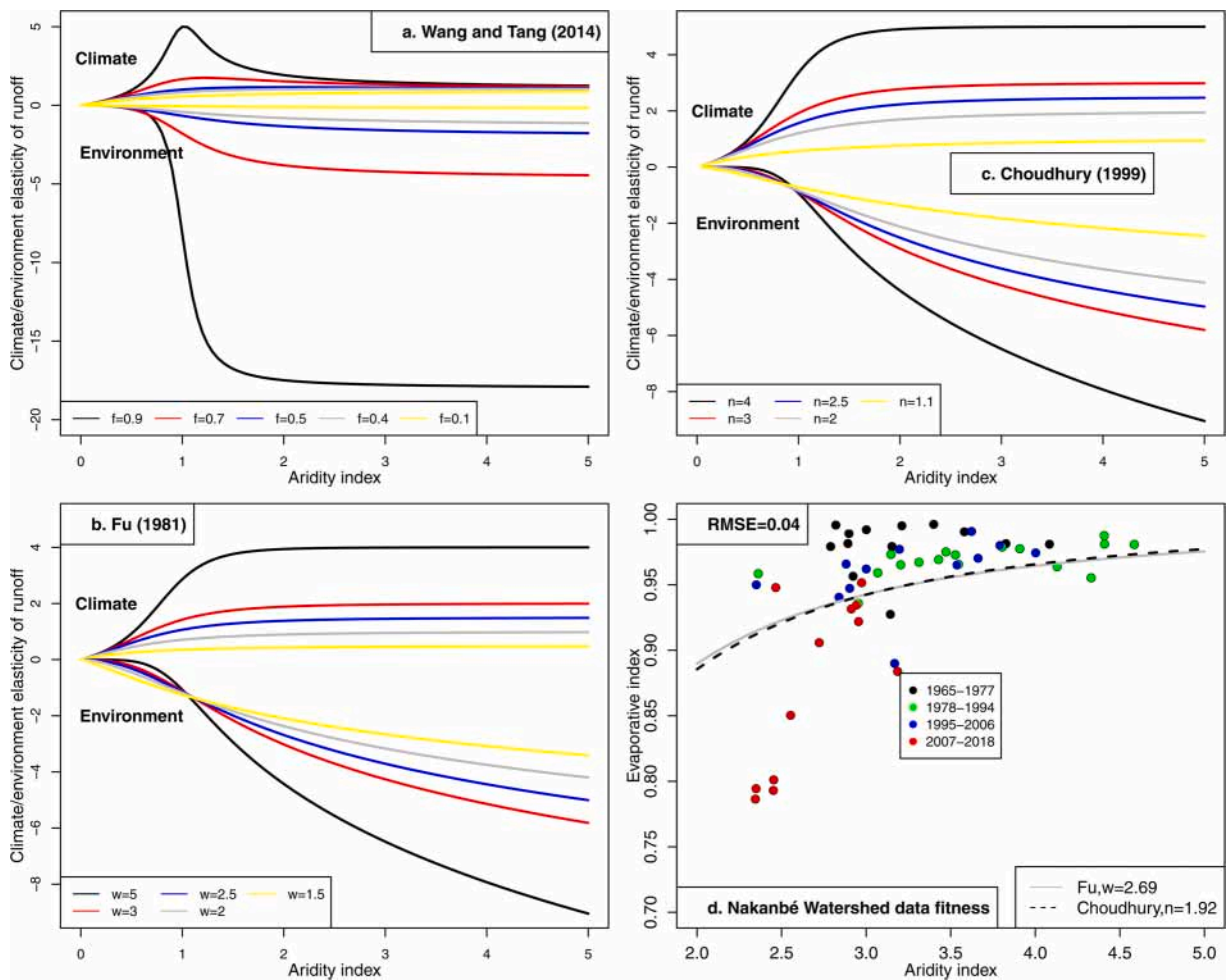 a. Wang and Tang (2014)
Climate
Environment
Climate/environment elasticity of runoff
5
0
−5
−10
−15
−20
f=0.9 f=0.7 f=0.5 f=0.4 f=0.1
0 1 2 3 4 5
Aridity index
c. Choudhury (1999)
Climate
Environment
Climate/environment elasticity of runoff
4
2
0
−2
−4
−6
−8
n=4 n=2.5 n=1.1
n=3 n=2
0 1 2 3 4 5
Aridity index
b. Fu (1981)
Climate
Environment
Climate/environment elasticity of runoff
4
2
0
−2
−4
−6
−8
w=5 w=2.5 w=1.5
w=3 w=2
0 1 2 3 4 5
Aridity index
RMSE=0.04
Evaporative index
1.00
0.95
0.90
0.85
0.80
0.75
0.70
1965−1977
1978−1994
1995−2006
2007−2018
d. Nakanbé Watershed data fitness
Fu,w=2.69
Choudhury,n=1.92
2.0 2.5 3.0 3.5 4.0 4.5 5.0
Aridity index